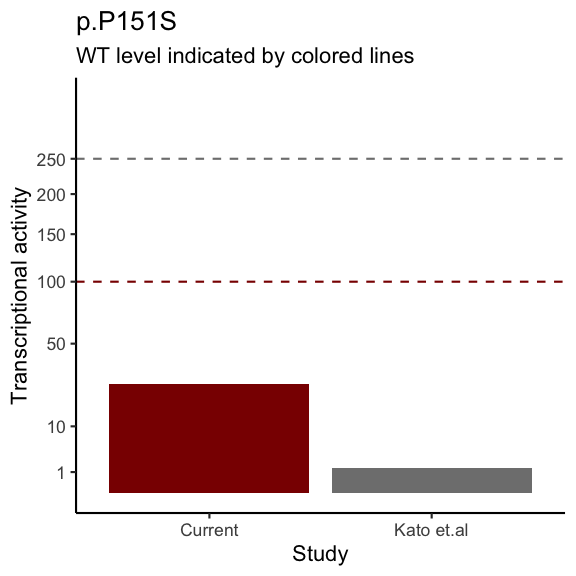 p.P151S
WT level indicated by colored lines
Transcriptional activity
250
200
150
100
50
10
1
Current
Kato et.al
Study